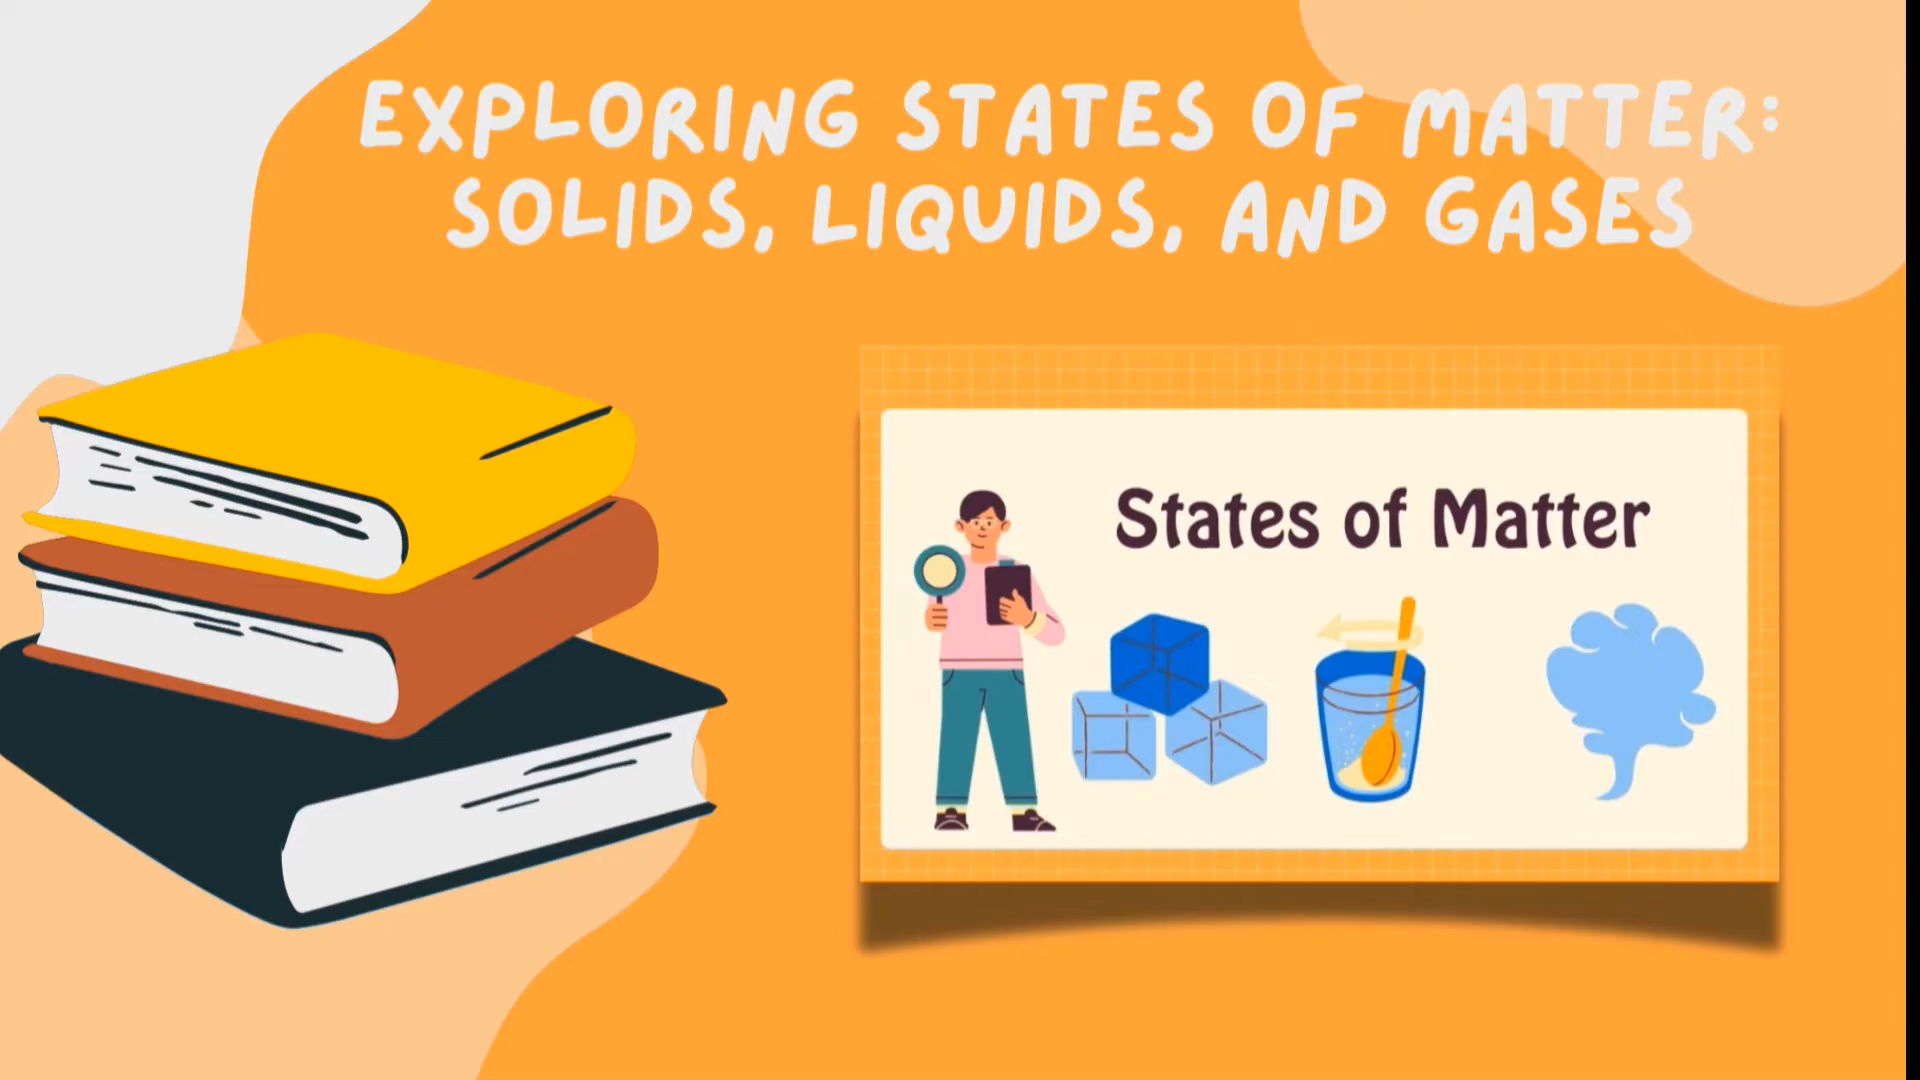 EXPLORING STATES OF MATTER:
SOLIDS, LIQUIDS, AND GASES
States of Matter